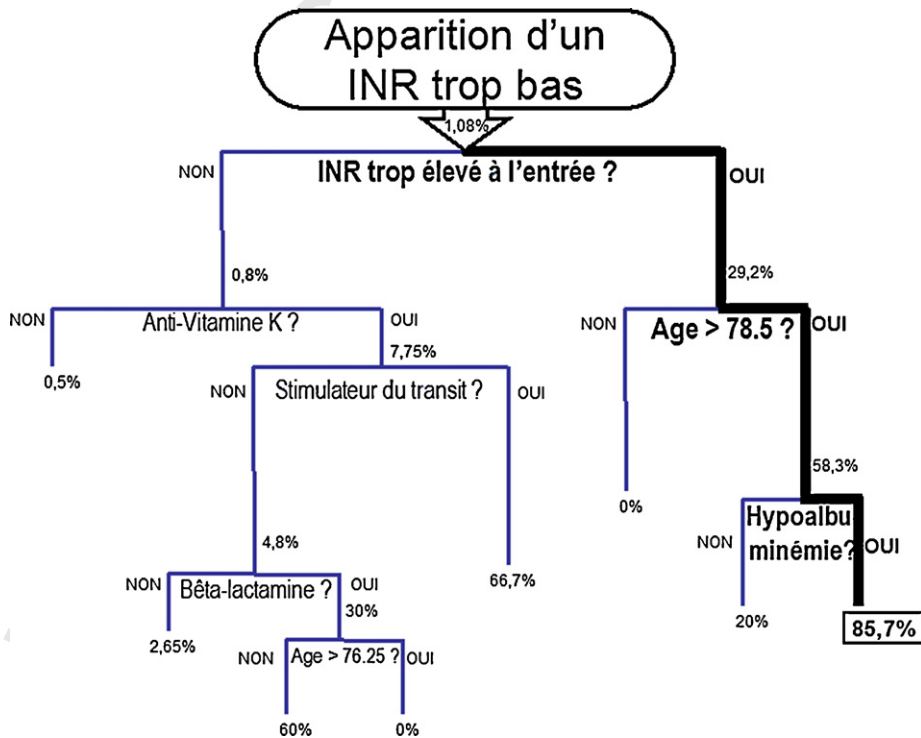 Apparition d'un
INR trop bas
1,08%
NON
INR trop élevé à l'entrée ?
OUI
0,8%
29,2%
NON
Anti-Vitamine K ?
OUI
NON
Age > 78.5 ?
OUI
7,75%
0,5%
NON
Stimulateur du transit ?
OUI
58,3%
0%
4,8%
NON
Hypoalbu
minémie?
OUI
66,7%
NON
Bêta-lactamine ?
OUI
30%
20%
85,7%
2,65%
NON
Age > 76.25 ?
OUI
60%
0%